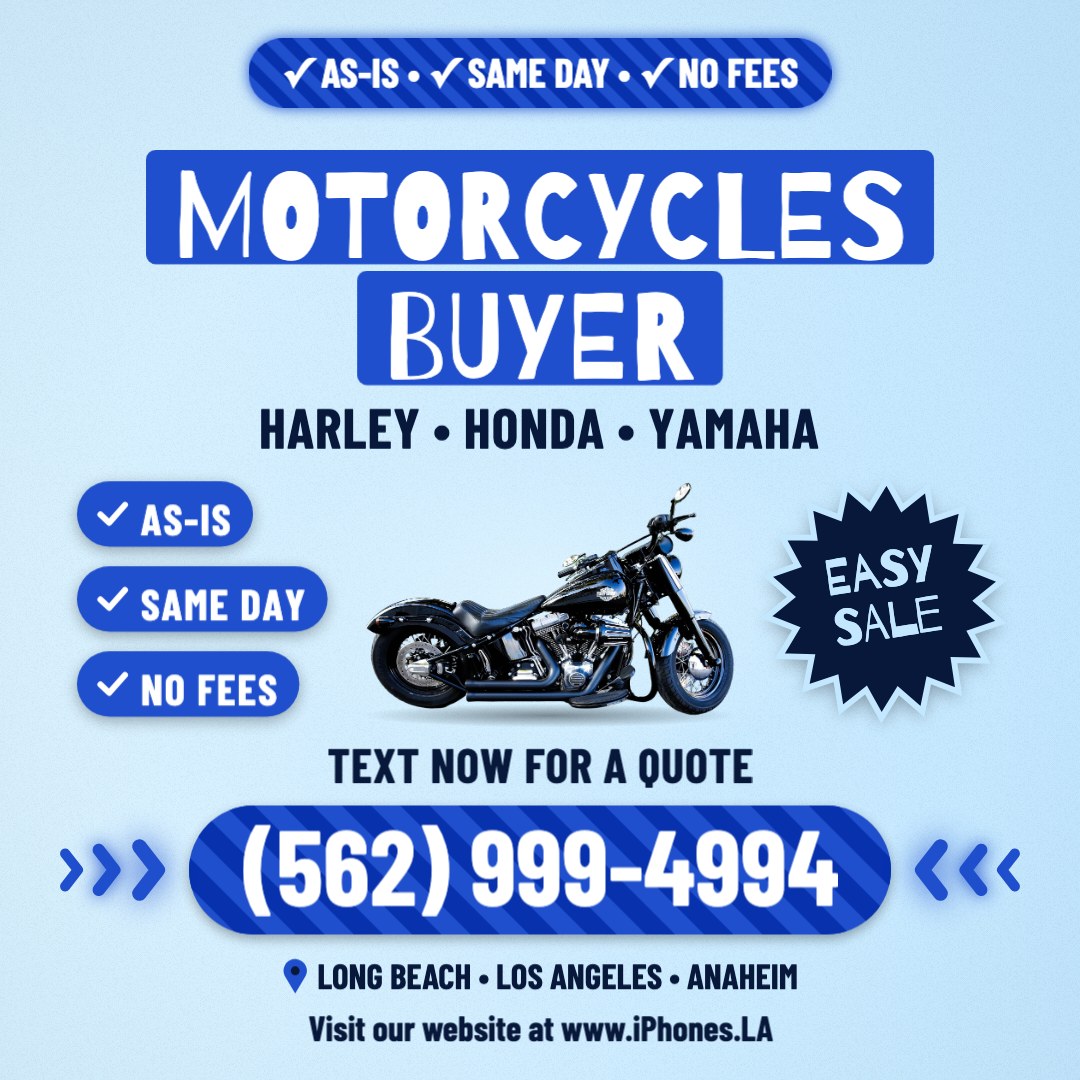 ✓ AS-IS • ✓ SAME DAY • ✓ NO FEES
MOTORCYCLES
BUYER
HARLEY • HONDA • YAMAHA
✓ AS-IS
✓ SAME DAY
✓ NO FEES
EASY
SALE
TEXT NOW FOR A QUOTE
(562) 999-4994
LONG BEACH • LOS ANGELES • ANAHEIM
Visit our website at www.iPhones.LA